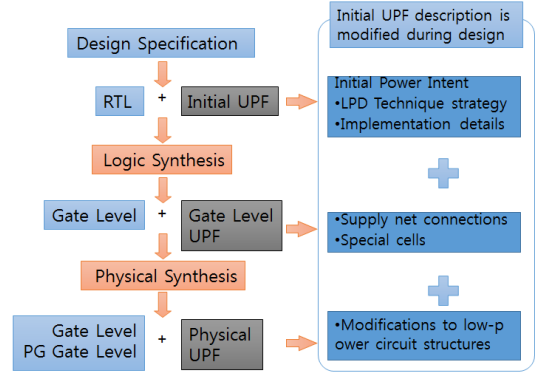 Design Specification
RTL
+
Initial UPF
Logic Synthesis
Gate Level
+
Gate Level
UPF
Physical Synthesis
Gate Level
PG Gate Level
+
Physical
UPF
Initial UPF description is
modified during design
Initial Power Intent
•LPD Technique strategy
•Implementation details
•Supply net connections
•Special cells
•Modifications to low-p
ower circuit structures